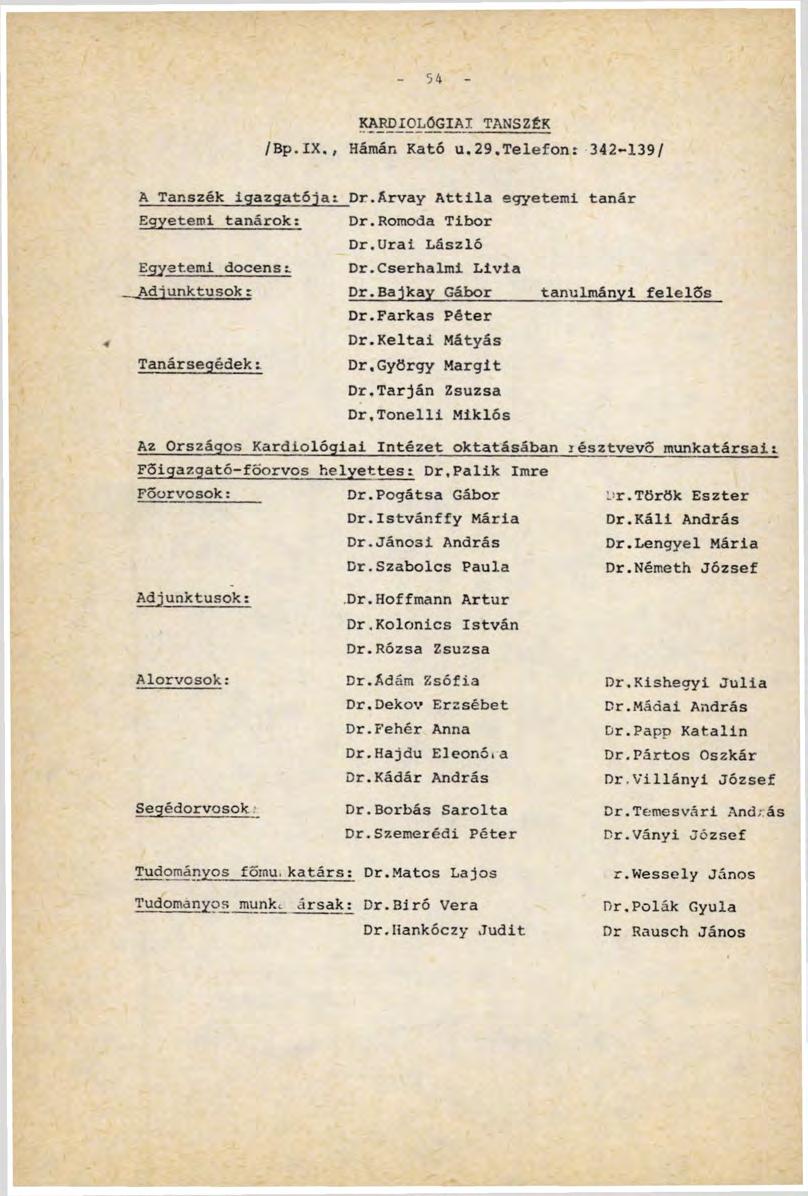 - 54 -
KARDIOLÓGIAI TANSZÉK
/Bp.IX., Hámán Kató u.29.Telefon: 342-139/
A Tanszék igazgatója: Dr.Árvay Attila egyetemi tanár
Egyetemi tanárok: Dr.Romoda Tibor
Dr.Urai László
Egyetemi docens: Dr.Cserhalmi Livia
Adjunktusok: Dr.Bajkay Gábor tanulmányi felelős
Dr.Farkas Péter
Dr.Keltai Mátyás
Tanársegédek: Dr.György Margit
Dr.Tarján Zsuzsa
Dr.Tonelli Miklós
Az Országos Kardiológiai Intézet oktatásában résztvevő munkatársai:
Főigazgató-főorvos helyettes: Dr.Palik Imre
Főorvosok: Dr.Pogátsa Gábor Dr.Török Eszter
Dr.Istvánffy Mária Dr.Káli András
Dr.Jánosi András Dr.Lengyel Mária
Dr.Szabolcs Paula Dr.Németh József
Adjunktusok: Dr.Hoffmann Artur
Dr.Kolonics István
Dr.Rózsa Zsuzsa
Alorvosok: Dr.Ádám Zsófia Dr.Kishegyi Julia
Dr.Dekov Erzsébet Dr.Mádai András
Dr.Fehér Anna Dr.Papp Katalin
Dr.Hajdu Eleonóra Dr.Pártos Oszkár
Dr.Kádár András Dr.Villányi József
Segédorvosok: Dr.Borbás Sarolta Dr.Temesvári András
Dr.Szemerédi Péter Dr.Ványi József
Tudományos főmunkatárs: Dr.Matos Lajos r.Wessely János
Tudományos munkatársak: Dr.Biró Vera Dr.Polák Gyula
Dr.Hankóczy Judit Dr Rausch János